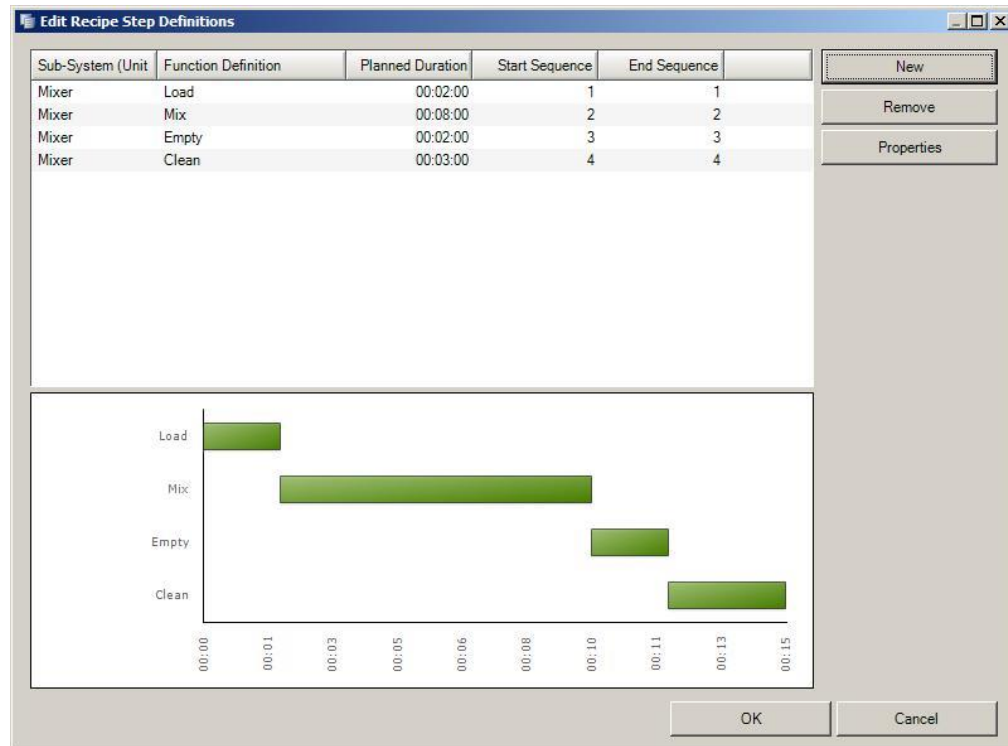 Edit Recipe Step Definitions
Sub-System (Unit Function Definition Planned Duration Start Sequence End Sequence
Mixer Load 00:02:00 1 1
Mixer Mix 00:08:00 2 2
Mixer Empty 00:02:00 3 3
Mixer Clean 00:03:00 4 4
New
Remove
Properties
Load
Mix
Empty
Clean
00:00 00:01 00:03 00:05 00:06 00:08 00:10 00:11 00:13 00:15
OK Cancel